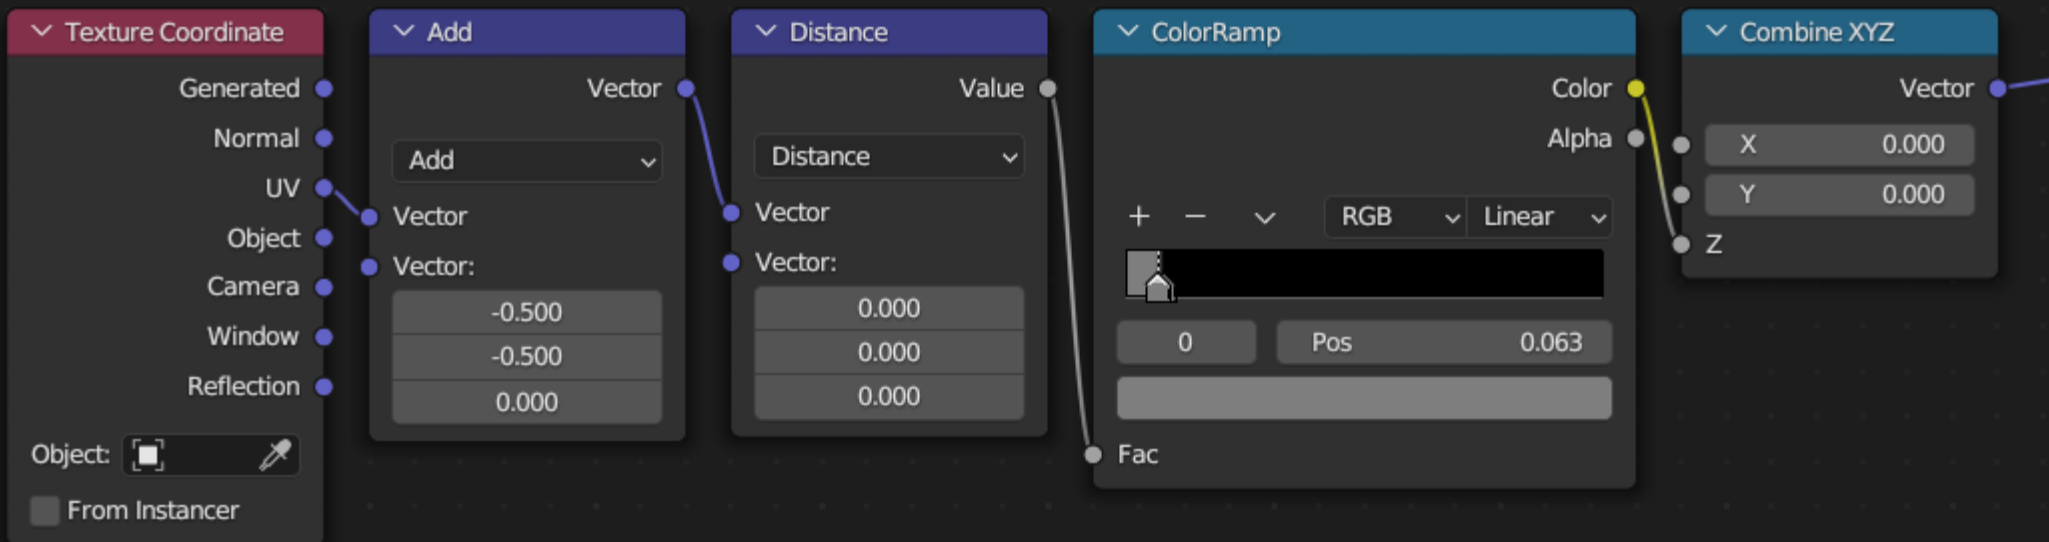 Texture Coordinate
Generated
Normal
UV
Object
Camera
Window
Reflection
Object:
From Instancer
Add
Vector
Add
Vector
Vector:
-0.500
-0.500
0.000
Distance
Value
Distance
Vector
Vector:
0.000
0.000
0.000
ColorRamp
Color
Alpha
RGB Linear
0 Pos 0.063
Fac
Combine XYZ
Vector
X 0.000
Y 0.000
Z